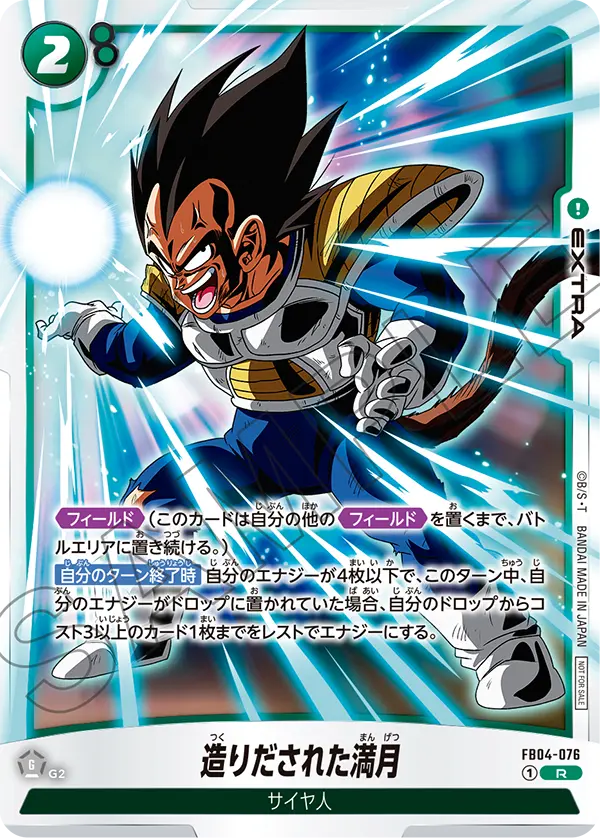 2
EXTRA
フィールド (このカードは自分の他の フィールド を置くまで、バト
ルエリアに置き続ける。)
自分のターン終了時 自分のエナジーが4枚以下で、このターン中、自
分のエナジーがドロップに置かれていた場合、自分のドロップからコ
スト3以上のカード1枚までをレストでエナジーにする。
©B/S・T BANDAI MADE IN JAPAN
NOT FOR SALE
SAMPLE
造りだされた満月
つく まん げつ
FB04-076
G G2
① R
サイヤ人